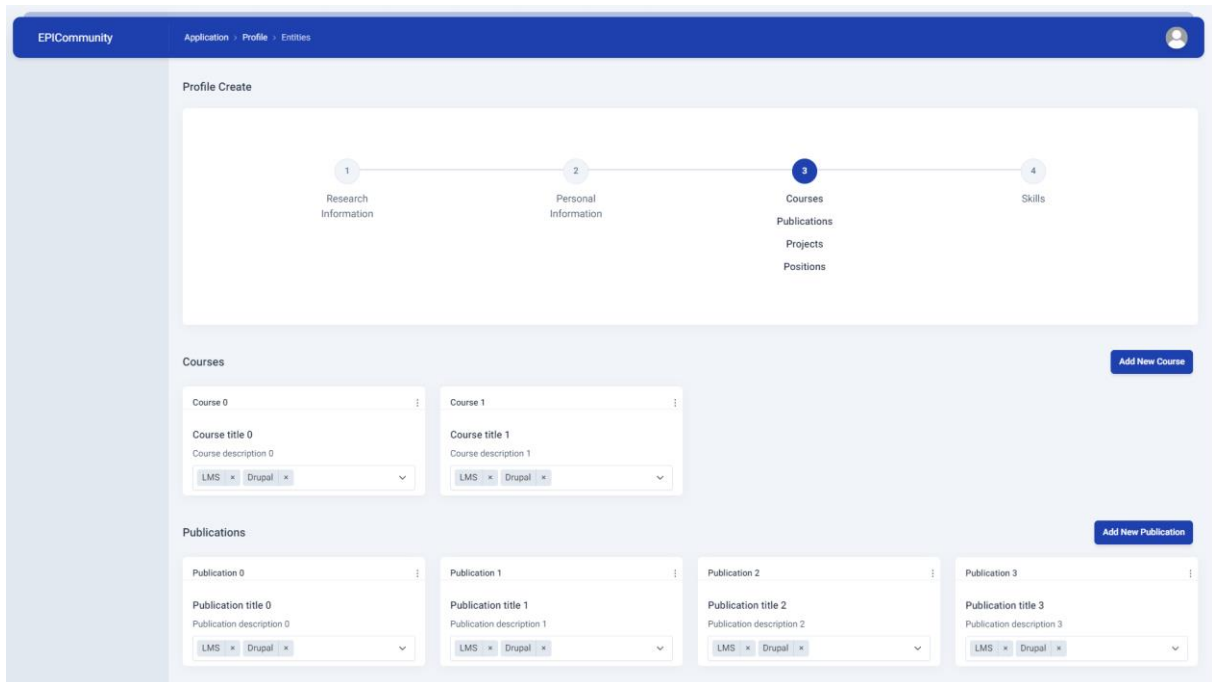 EPICommunity
Application > Profile > Entities
Profile Create
1
2
3
4
Research
Information
Personal
Information
Courses
Publications
Projects
Positions
Skills
Courses
Add New Course
Course 0
Course title 0
Course description 0
LMS × Drupal ×
Course 1
Course title 1
Course description 1
LMS × Drupal ×
Publications
Add New Publication
Publication 0
Publication title 0
Publication description 0
LMS × Drupal ×
Publication 1
Publication title 1
Publication description 1
LMS × Drupal ×
Publication 2
Publication title 2
Publication description 2
LMS × Drupal ×
Publication 3
Publication title 3
Publication description 3
LMS × Drupal ×